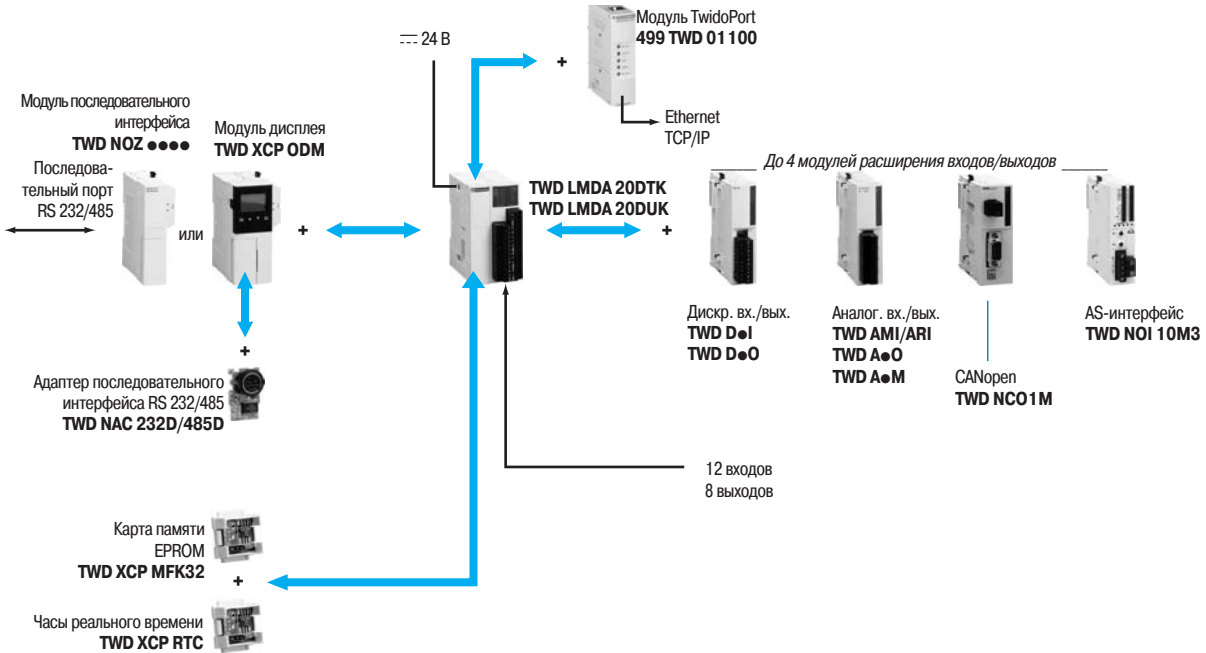 Модуль TwidoPort
499 TWD 01100
24 В
+
Ethernet
TCP/IP
Модуль последовательного
интерфейса
TWD NOZ ●●●●
Последова-
тельный порт
RS 232/485
или
Модуль дисплея
TWD XCP ODM
+
TWD LMDA 20DTK
TWD LMDA 20DUK
+
До 4 модулей расширения входов/выходов
Дискр. вх./вых.
TWD D●I
TWD D●O
Аналог. вх./вых.
TWD AMI/ARI
TWD A●O
TWD A●M
CANopen
TWD NCO1M
AS-интерфейс
TWD NOI 10M3
+
Адаптер последовательного
интерфейса RS 232/485
TWD NAC 232D/485D
12 входов
8 выходов
Карта памяти
EPROM
TWD XCP MFK32
+
Часы реального времени
TWD XCP RTC